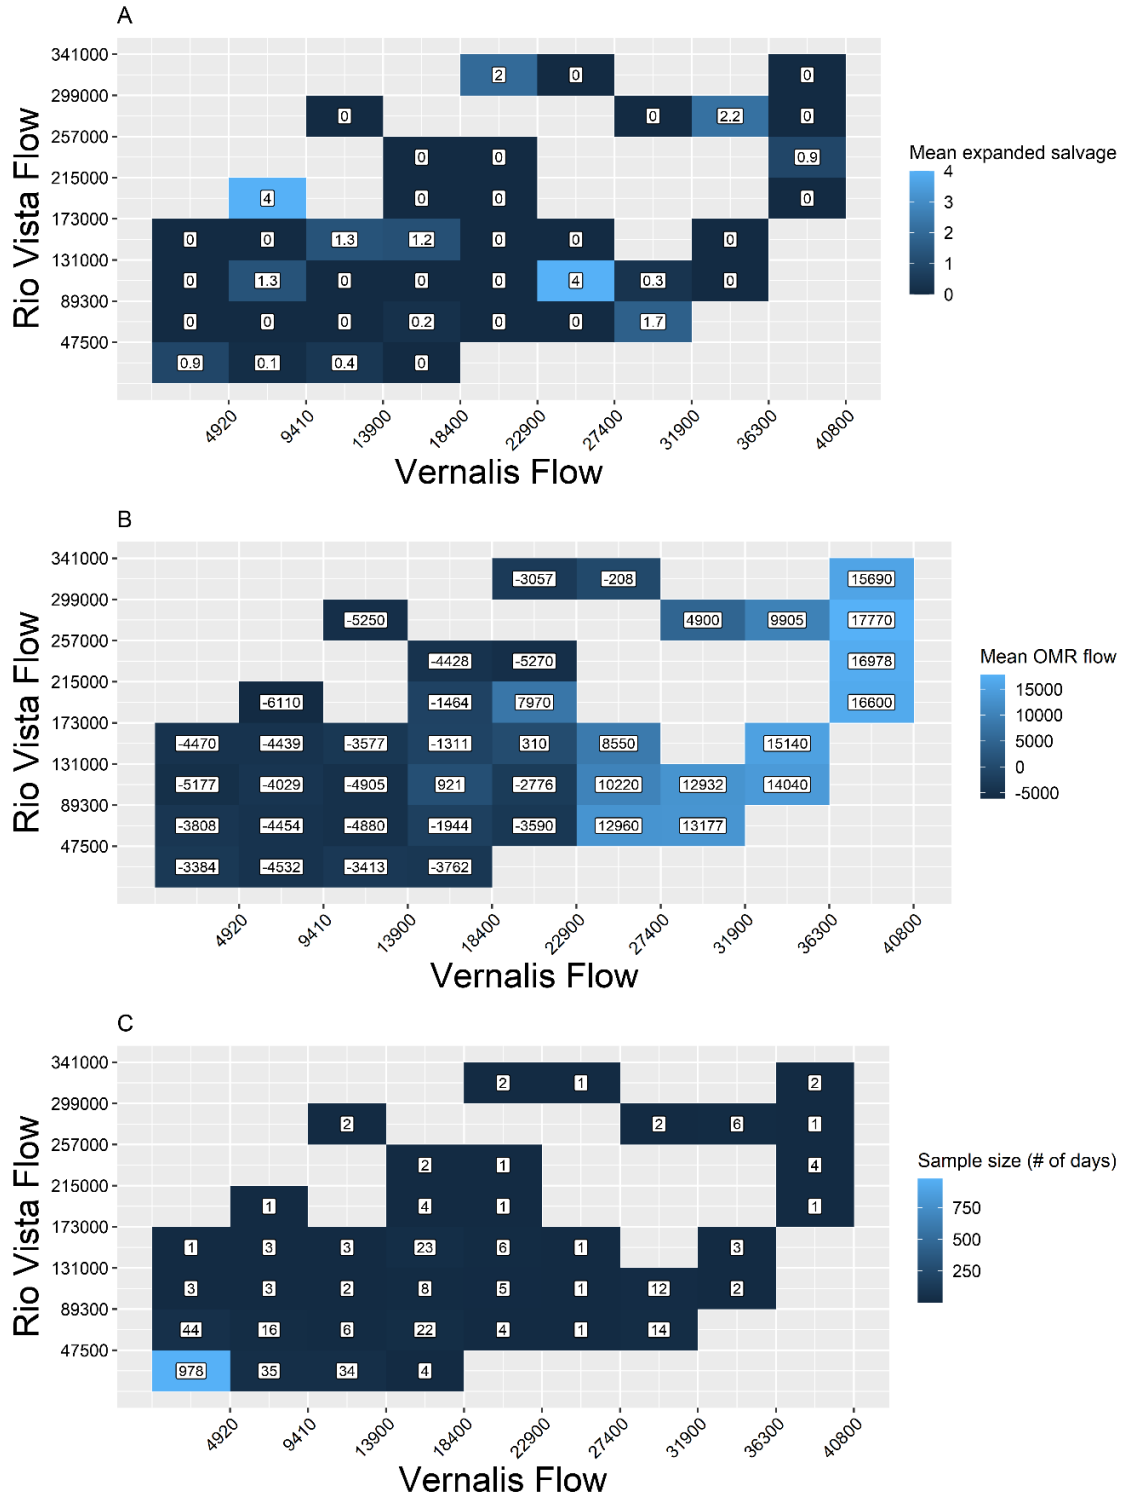 A
Rio Vista Flow
341000
2 0 0
299000
0 0 2.2 0
257000
0 0 0.9
215000
4 0 0 0
173000
0 0 1.3 1.2 0 0 0
131000
0 1.3 0 0 0 4 0.3 0
89300
0 0 0 0.2 0 0 1.7
47500
0.9 0.1 0.4 0
4920 9410 13900 18400 22900 27400 31900 36300 40800
Vernalis Flow
Mean expanded salvage
4
3
2
1
0
B
Rio Vista Flow
341000
-3057 -208 15690
299000
-5250 4900 9905 17770
257000
-4428 -5270 16978
215000
-6110 -1464 7970 16600
173000
-4470 -4439 -3577 -1311 310 8550 15140
131000
-5177 -4029 -4905 921 -2776 10220 12932 14040
89300
-3808 -4454 -4880 -1944 -3590 12960 13177
47500
-3384 -4532 -3413 -3762
4920 9410 13900 18400 22900 27400 31900 36300 40800
Vernalis Flow
Mean OMR flow
15000
10000
5000
0
-5000
C
Rio Vista Flow
341000
2 1 2
299000
2 2 6 1
257000
2 1 4
215000
1 4 1 1
173000
1 3 3 23 6 1 3
131000
3 3 2 8 5 1 12 2
89300
44 16 6 22 4 1 14
47500
978 35 34 4
4920 9410 13900 18400 22900 27400 31900 36300 40800
Vernalis Flow
Sample size (# of days)
750
500
250